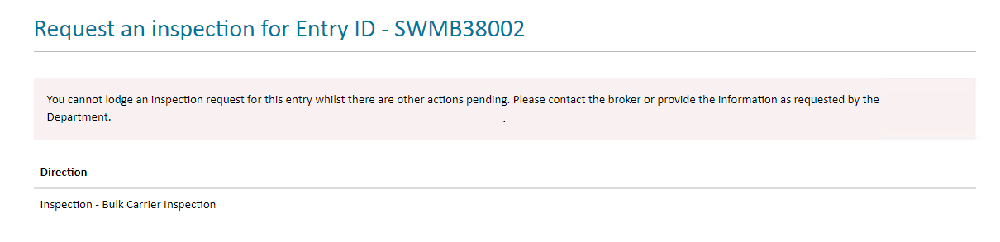 Request an inspection for Entry ID - SWMB38002
You cannot lodge an inspection request for this entry whilst there are other actions pending. Please contact the broker or provide the information as requested by the
Department.
.
Direction
Inspection - Bulk Carrier Inspection